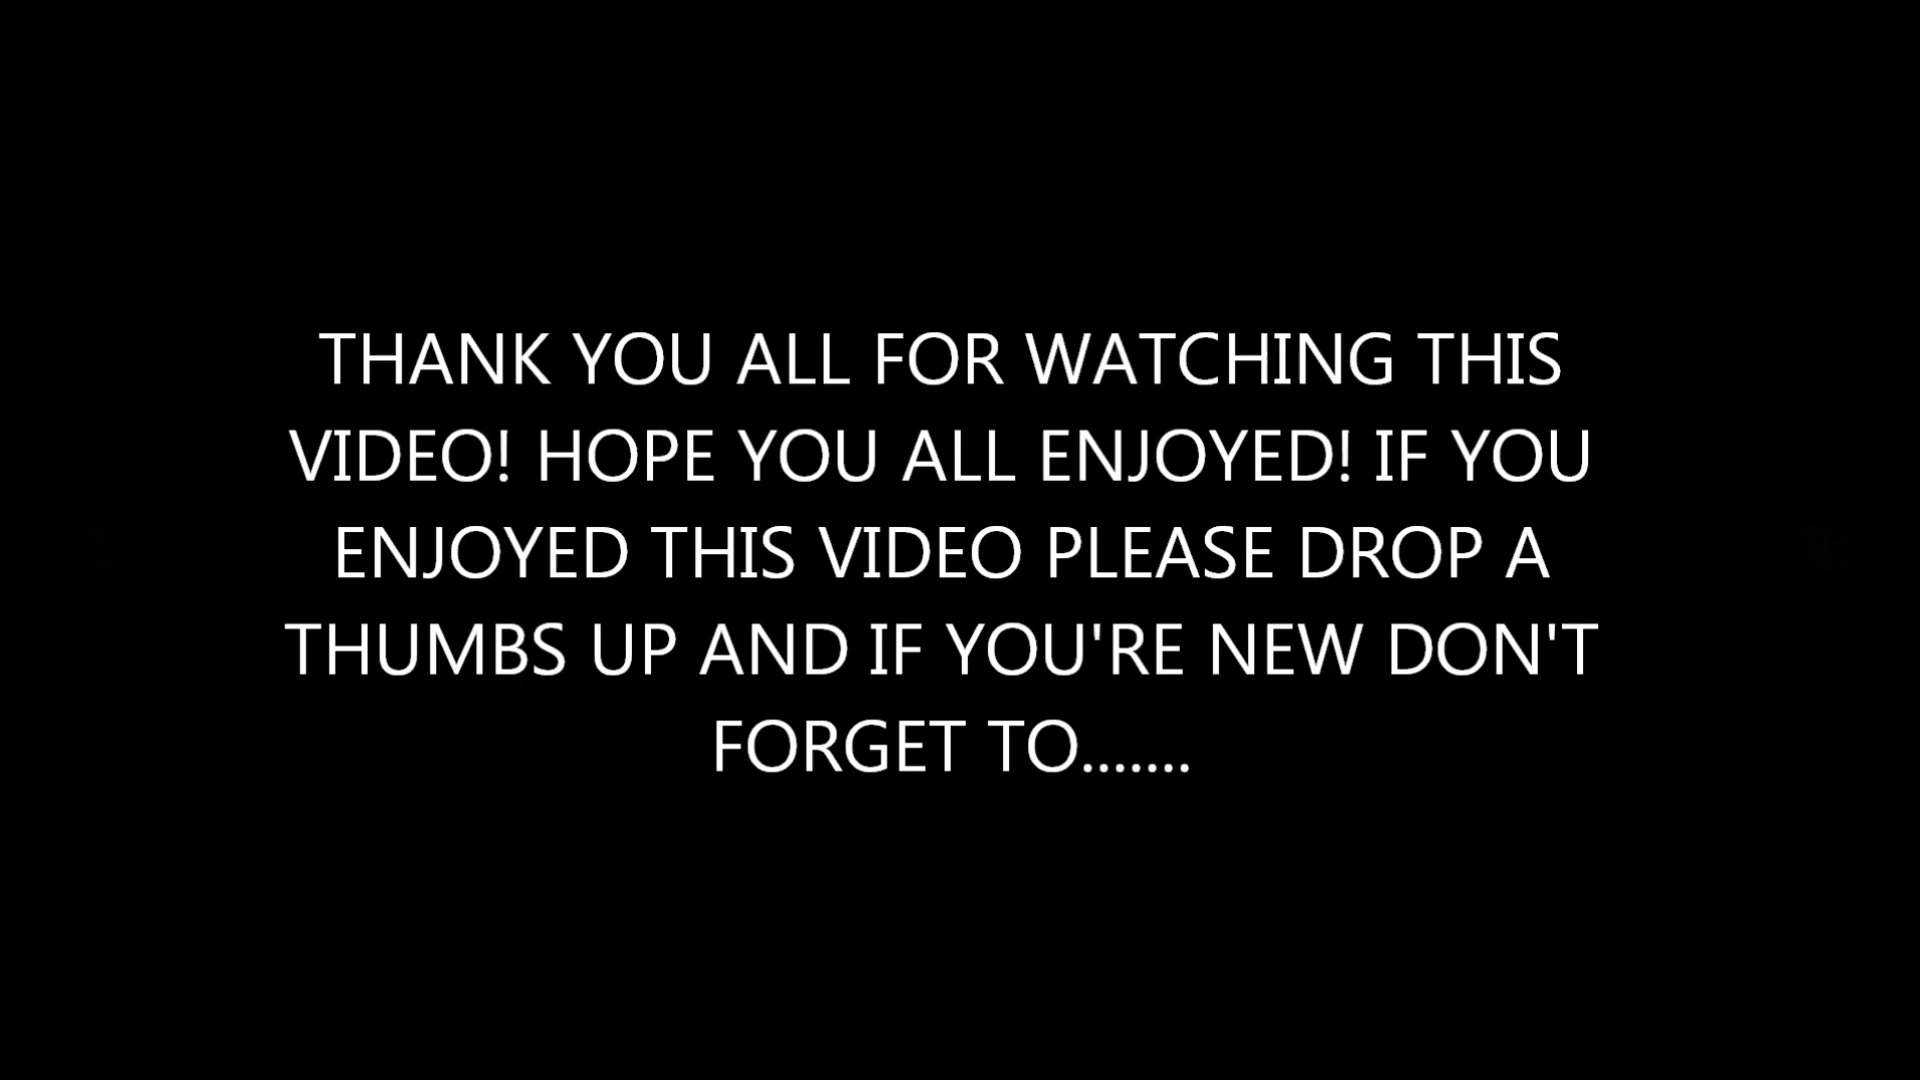 THANK YOU ALL FOR WATCHING THIS
VIDEO! HOPE YOU ALL ENJOYED! IF YOU
ENJOYED THIS VIDEO PLEASE DROP A
THUMBS UP AND IF YOU'RE NEW DON'T
FORGET TO.......